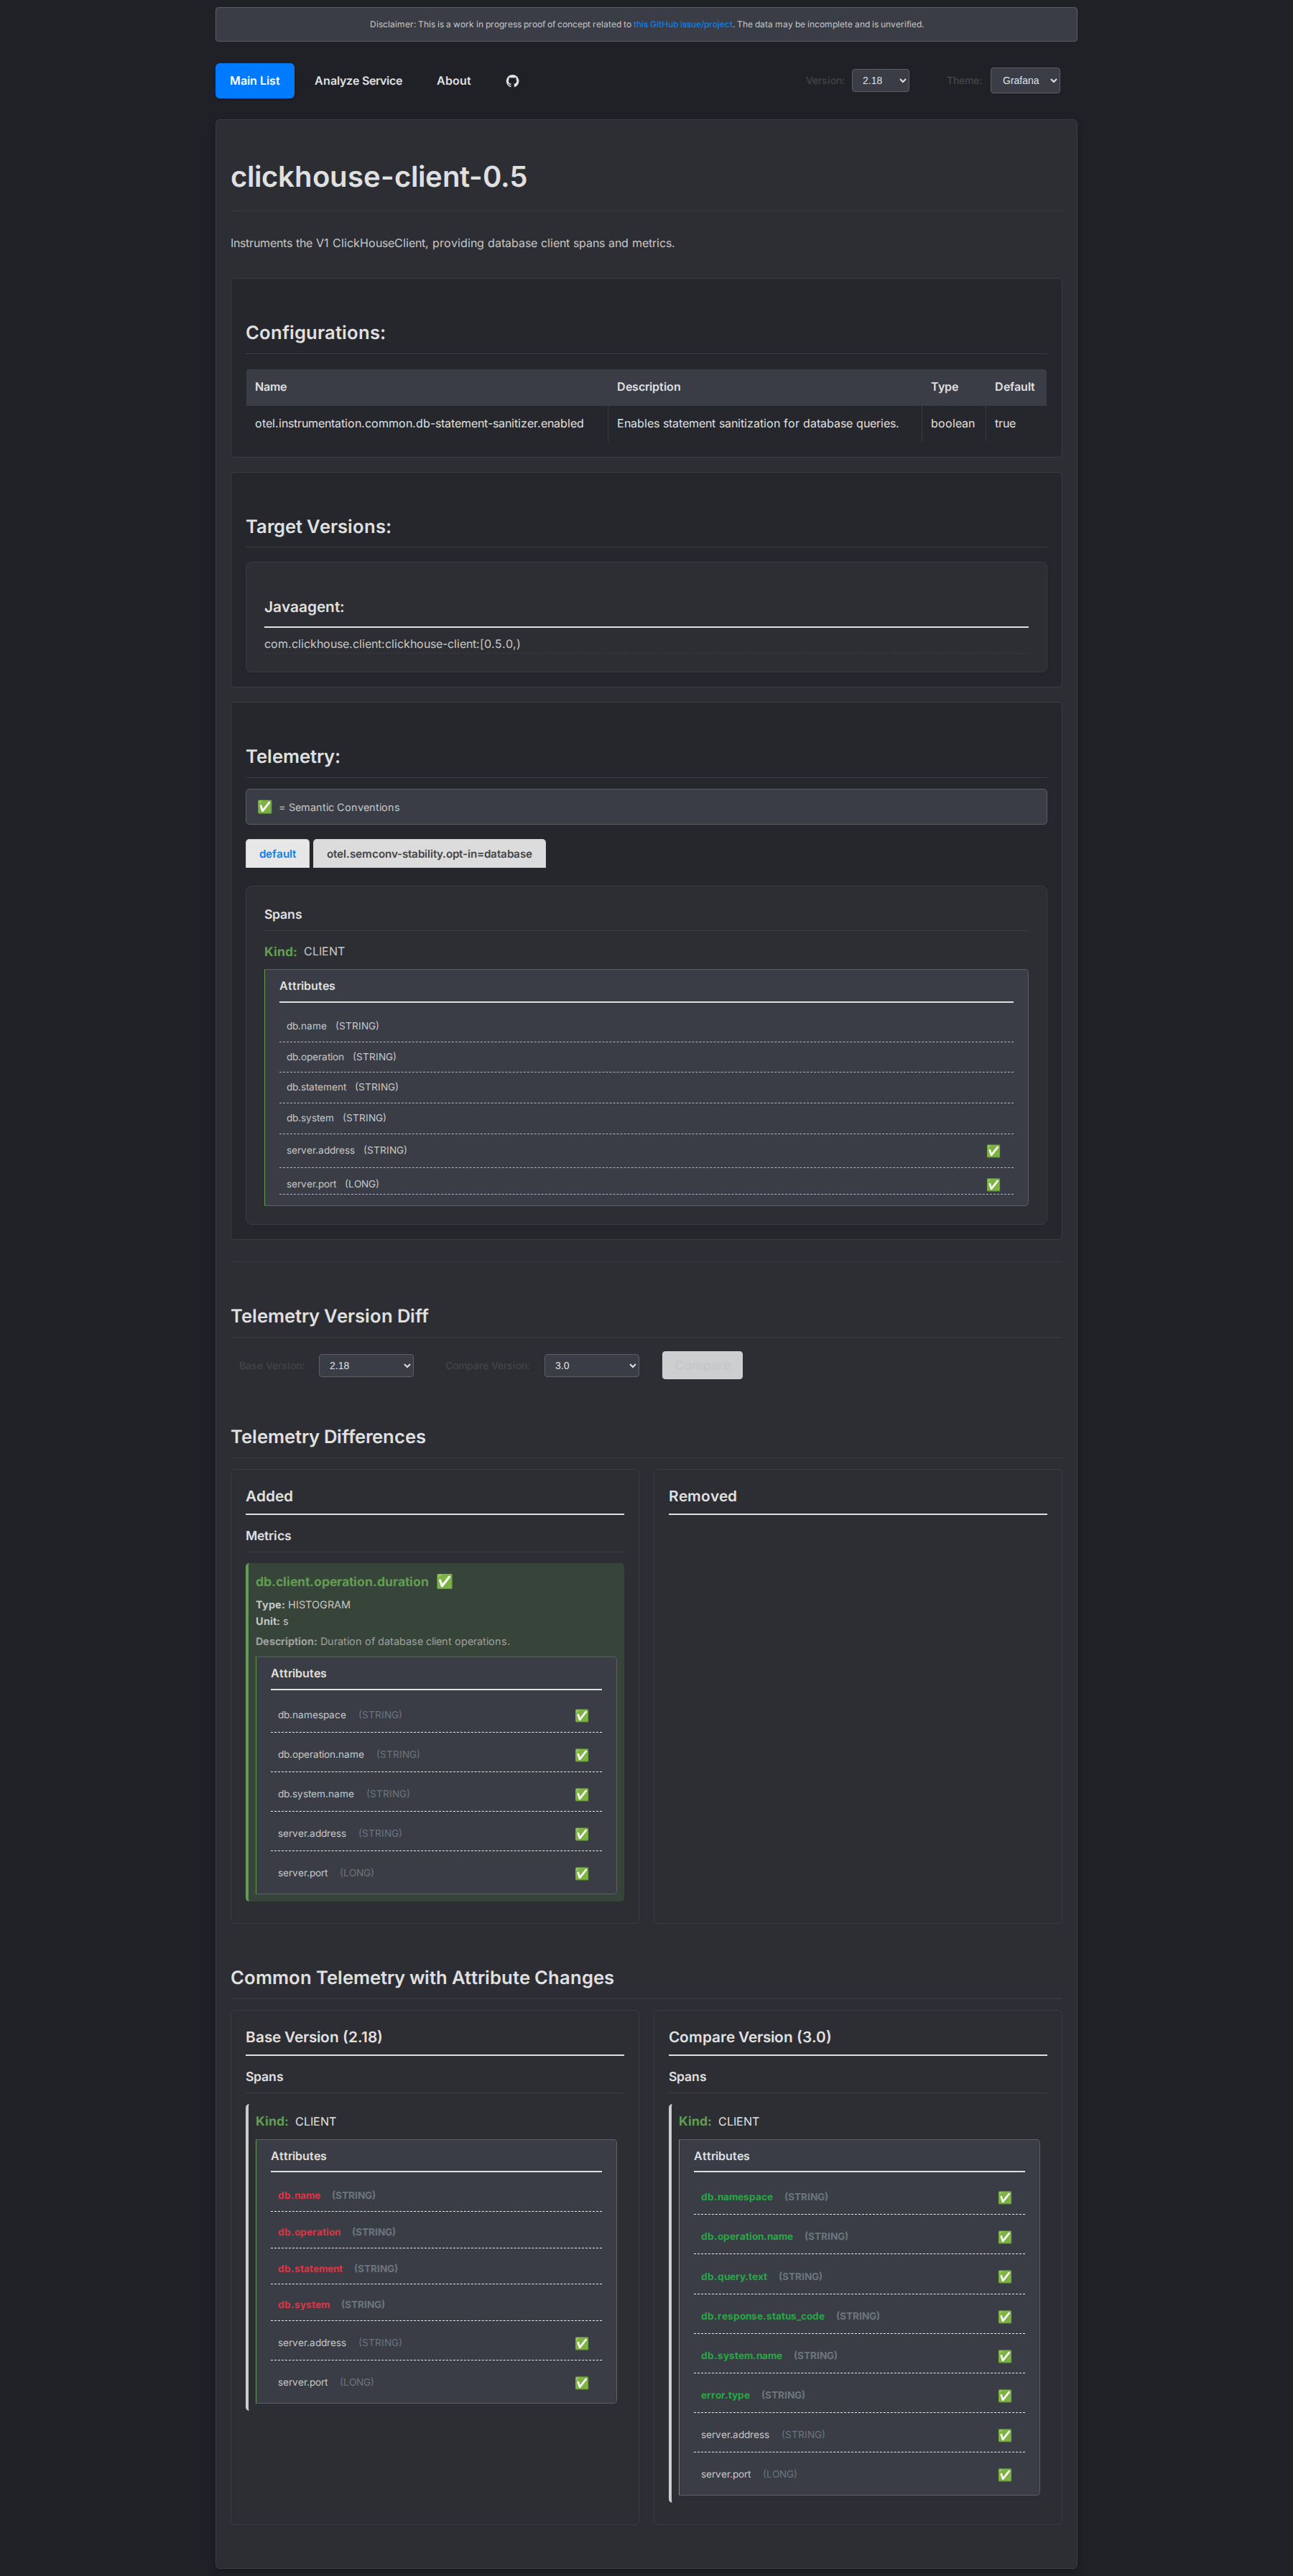 Disclaimer: This is a work in progress proof of concept related to this GitHub issue/project. The data may be incomplete and is unverified.
Main List Analyze Service About Version: 2.18 Theme: Grafana
clickhouse-client-0.5
Instruments the V1 ClickHouseClient, providing database client spans and metrics.
Configurations:
Name Description Type Default
otel.instrumentation.common.db-statement-sanitizer.enabled Enables statement sanitization for database queries. boolean true
Target Versions:
Javaagent:
com.clickhouse.client:clickhouse-client:[0.5.0,)
Telemetry:
✅ = Semantic Conventions
default otel.semconv-stability.opt-in=database
Spans
Kind: CLIENT
Attributes
db.name (STRING)
db.operation (STRING)
db.statement (STRING)
db.system (STRING)
server.address (STRING) ✅
server.port (LONG) ✅
Telemetry Version Diff
Base Version: 2.18 Compare Version: 3.0 Compare
Telemetry Differences
Added
Metrics
db.client.operation.duration ✅
Type: HISTOGRAM
Unit: s
Description: Duration of database client operations.
Attributes
db.namespace (STRING) ✅
db.operation.name (STRING) ✅
db.system.name (STRING) ✅
server.address (STRING) ✅
server.port (LONG) ✅
Removed
Common Telemetry with Attribute Changes
Base Version (2.18)
Spans
Kind: CLIENT
Attributes
db.name (STRING)
db.operation (STRING)
db.statement (STRING)
db.system (STRING)
server.address (STRING) ✅
server.port (LONG) ✅
Compare Version (3.0)
Spans
Kind: CLIENT
Attributes
db.namespace (STRING) ✅
db.operation.name (STRING) ✅
db.query.text (STRING) ✅
db.response.status_code (STRING) ✅
db.system.name (STRING) ✅
error.type (STRING) ✅
server.address (STRING) ✅
server.port (LONG) ✅